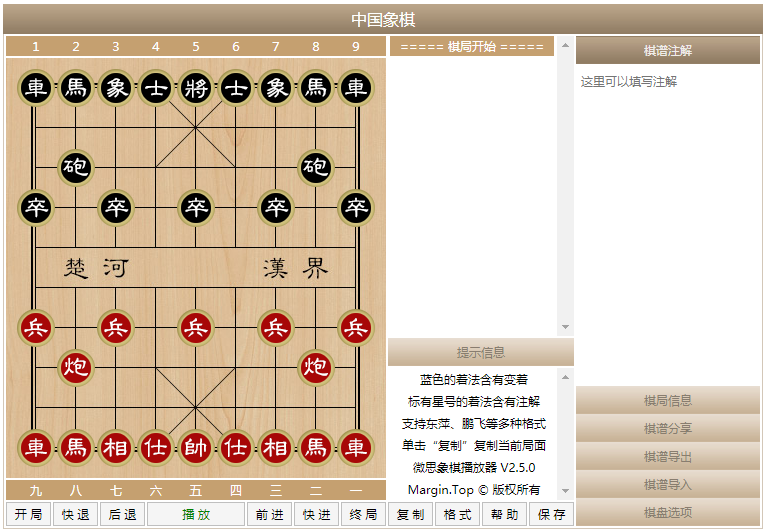 中国象棋
1 2 3 4 5 6 7 8 9
車 馬 象 士 將 士 象 馬 車
砲 砲
卒 卒 卒 卒 卒
楚 河 漢 界
兵 兵 兵 兵 兵
炮 炮
車 馬 相 仕 帥 仕 相 馬 車
九 八 七 六 五 四 三 二 一
开局 快退 后退 播放 前进 快进 终局 复制 格式 帮助 保存
===== 棋局开始 =====
提示信息
蓝色的着法含有变着
标有星号的着法含有注解
支持东萍、鹏飞等多种格式
单击“复制”复制当前局面
微思象棋播放器 V2.5.0
Margin.Top © 版权所有
棋谱注解
这里可以填写注解
棋局信息
棋谱分享
棋谱导出
棋谱导入
棋盘选项